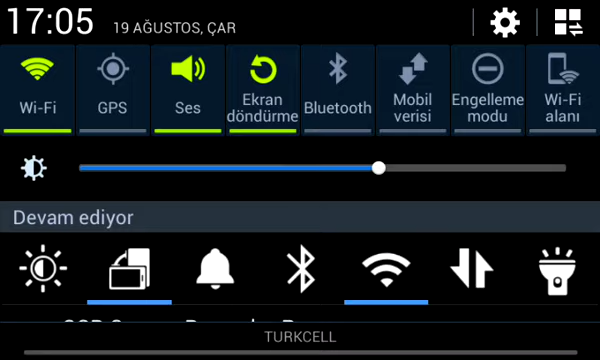 17:05 19 AĞUSTOS, ÇAR
Wi-Fi
GPS
Ses
Ekran
döndürme
Bluetooth
Mobil
verisi
Engelleme
modu
Wi-Fi
alanı
Devam ediyor
TURKCELL